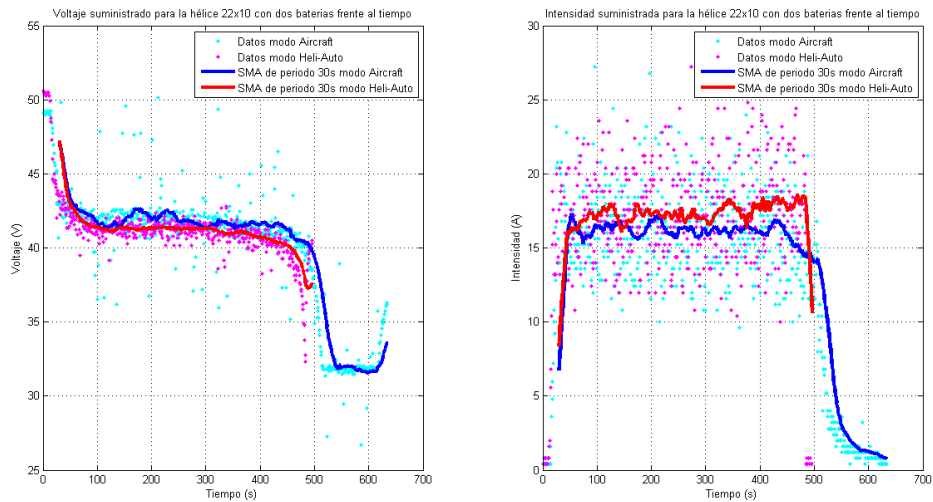 Voltaje suministrado para la hélice 22x10 con dos baterias frente al tiempo
55
50
45
40
35
30
25
Voltaje (V)
Datos modo Aircraft
Datos modo Heli-Auto
SMA de periodo 30s modo Aircraft
SMA de periodo 30s modo Heli-Auto
0 100 200 300 400 500 600 700
Tiempo (s)
Intensidad suministrada para la hélice 22x10 con dos baterias frente al tiempo
30
25
20
15
10
5
0
Intensidad (A)
Datos modo Aircraft
Datos modo Heli-Auto
SMA de periodo 30s modo Aircraft
SMA de periodo 30s modo Heli-Auto
0 100 200 300 400 500 600 700
Tiempo (s)